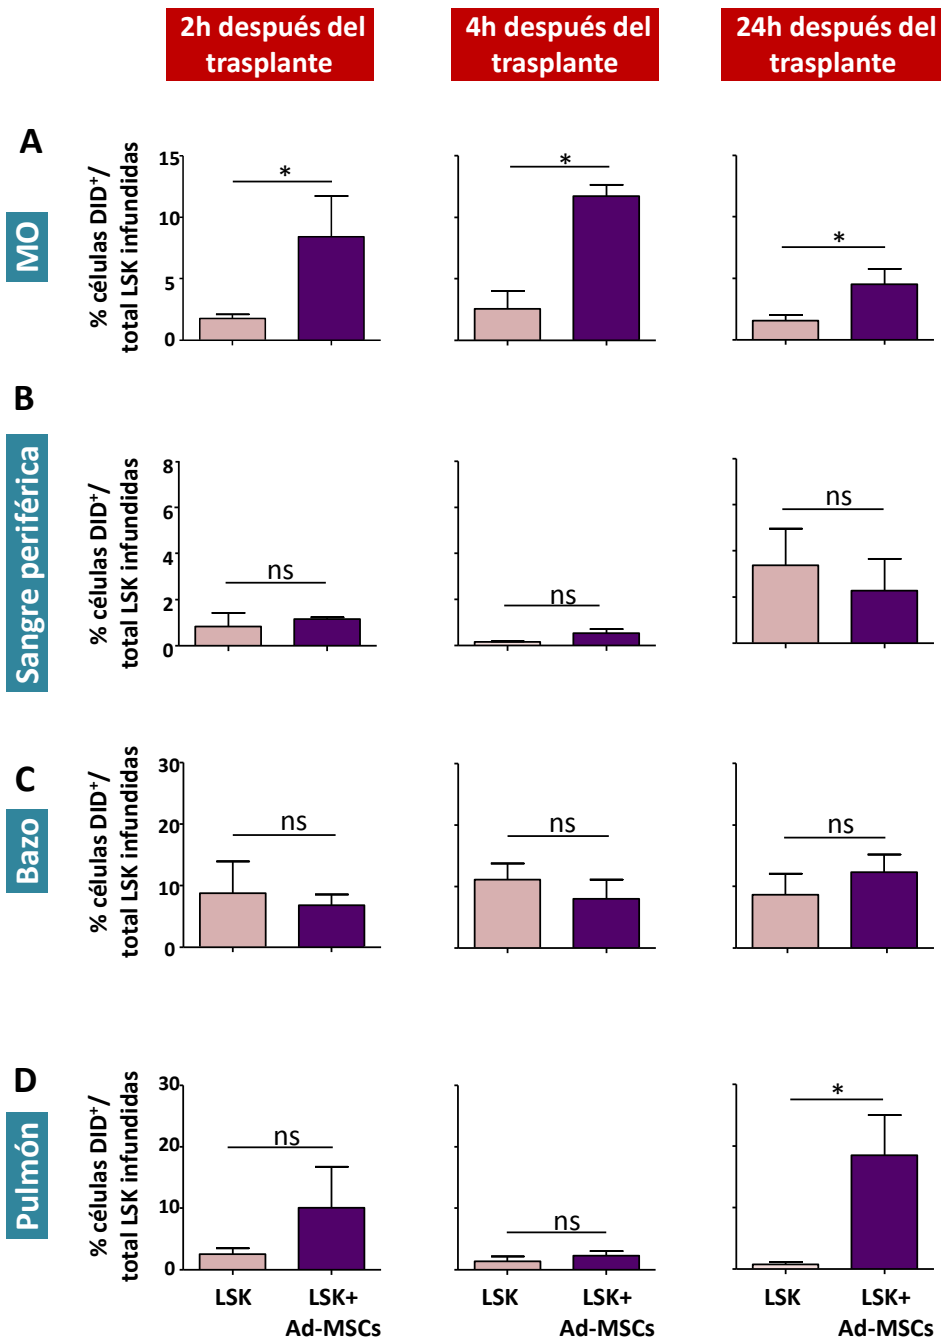 2h después del
trasplante
4h después del
trasplante
24h después del
trasplante
A
MO
% células DID⁺/
total LSK infundidas
15
10
5
0
*
*
*
B
Sangre periférica
% células DID⁺/
total LSK infundidas
8
6
4
2
0
ns
ns
ns
C
Bazo
% células DID⁺/
total LSK infundidas
30
20
10
0
ns
ns
ns
D
Pulmón
% células DID⁺/
total LSK infundidas
30
20
10
0
ns
ns
*
LSK
LSK+
Ad-MSCs
LSK
LSK+
Ad-MSCs
LSK
LSK+
Ad-MSCs